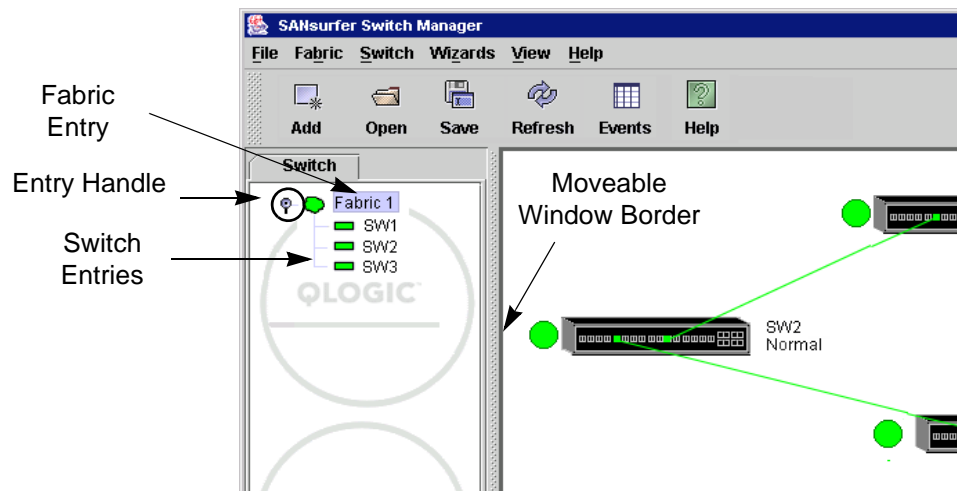 SANsurfer Switch Manager
File Fabric Switch Wizards View Help
Add Open Save Refresh Events Help
Fabric
Entry
Switch
Entry Handle
Fabric 1
Moveable
Window Border
SW1
SW2
SW3
Switch
Entries
QLOGIC
SW2
Normal